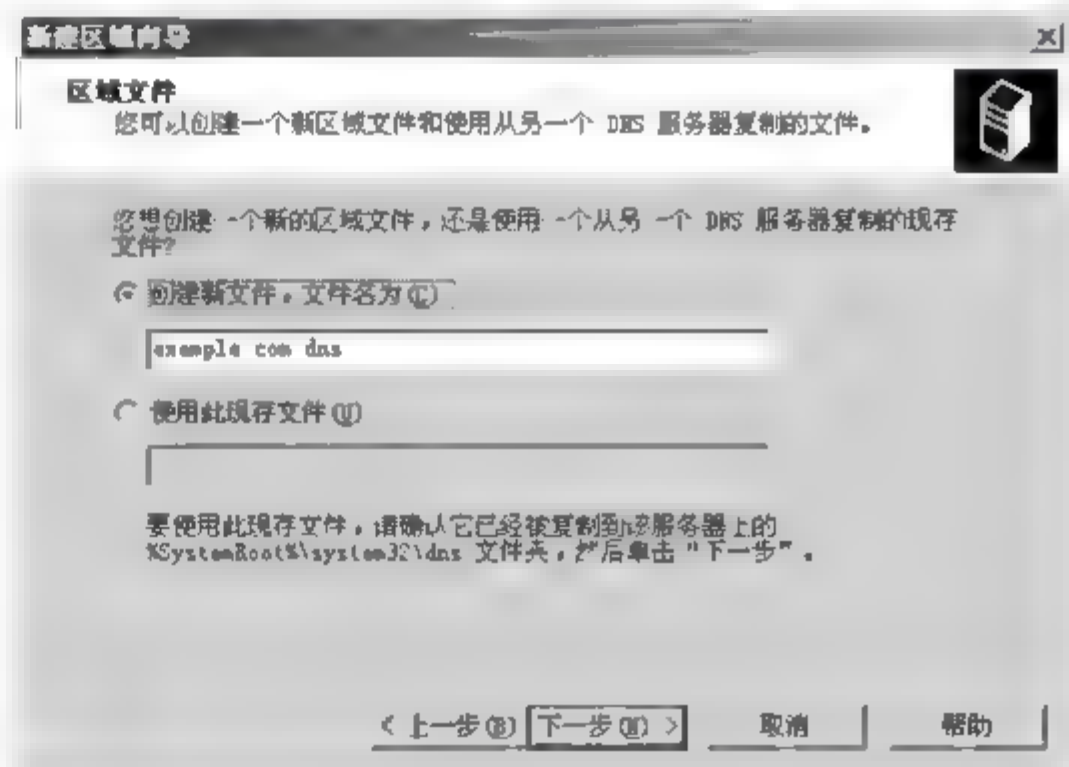 新建区域向导
区域文件
您可以创建一个新区域文件和使用从另一个 DNS 服务器复制的文件。
您想创建一个新的区域文件，还是使用一个从另一个 DNS 服务器复制的现存
文件?
创建新文件，文件名为(C)
example com dns
使用此现存文件(U)
要使用此现存文件，请确认它已经被复制到该服务器上的
%SystemRoot%\system32\dns 文件夹，然后单击“下一步”。
< 上一步(B) 下一步(N) > 取消 帮助